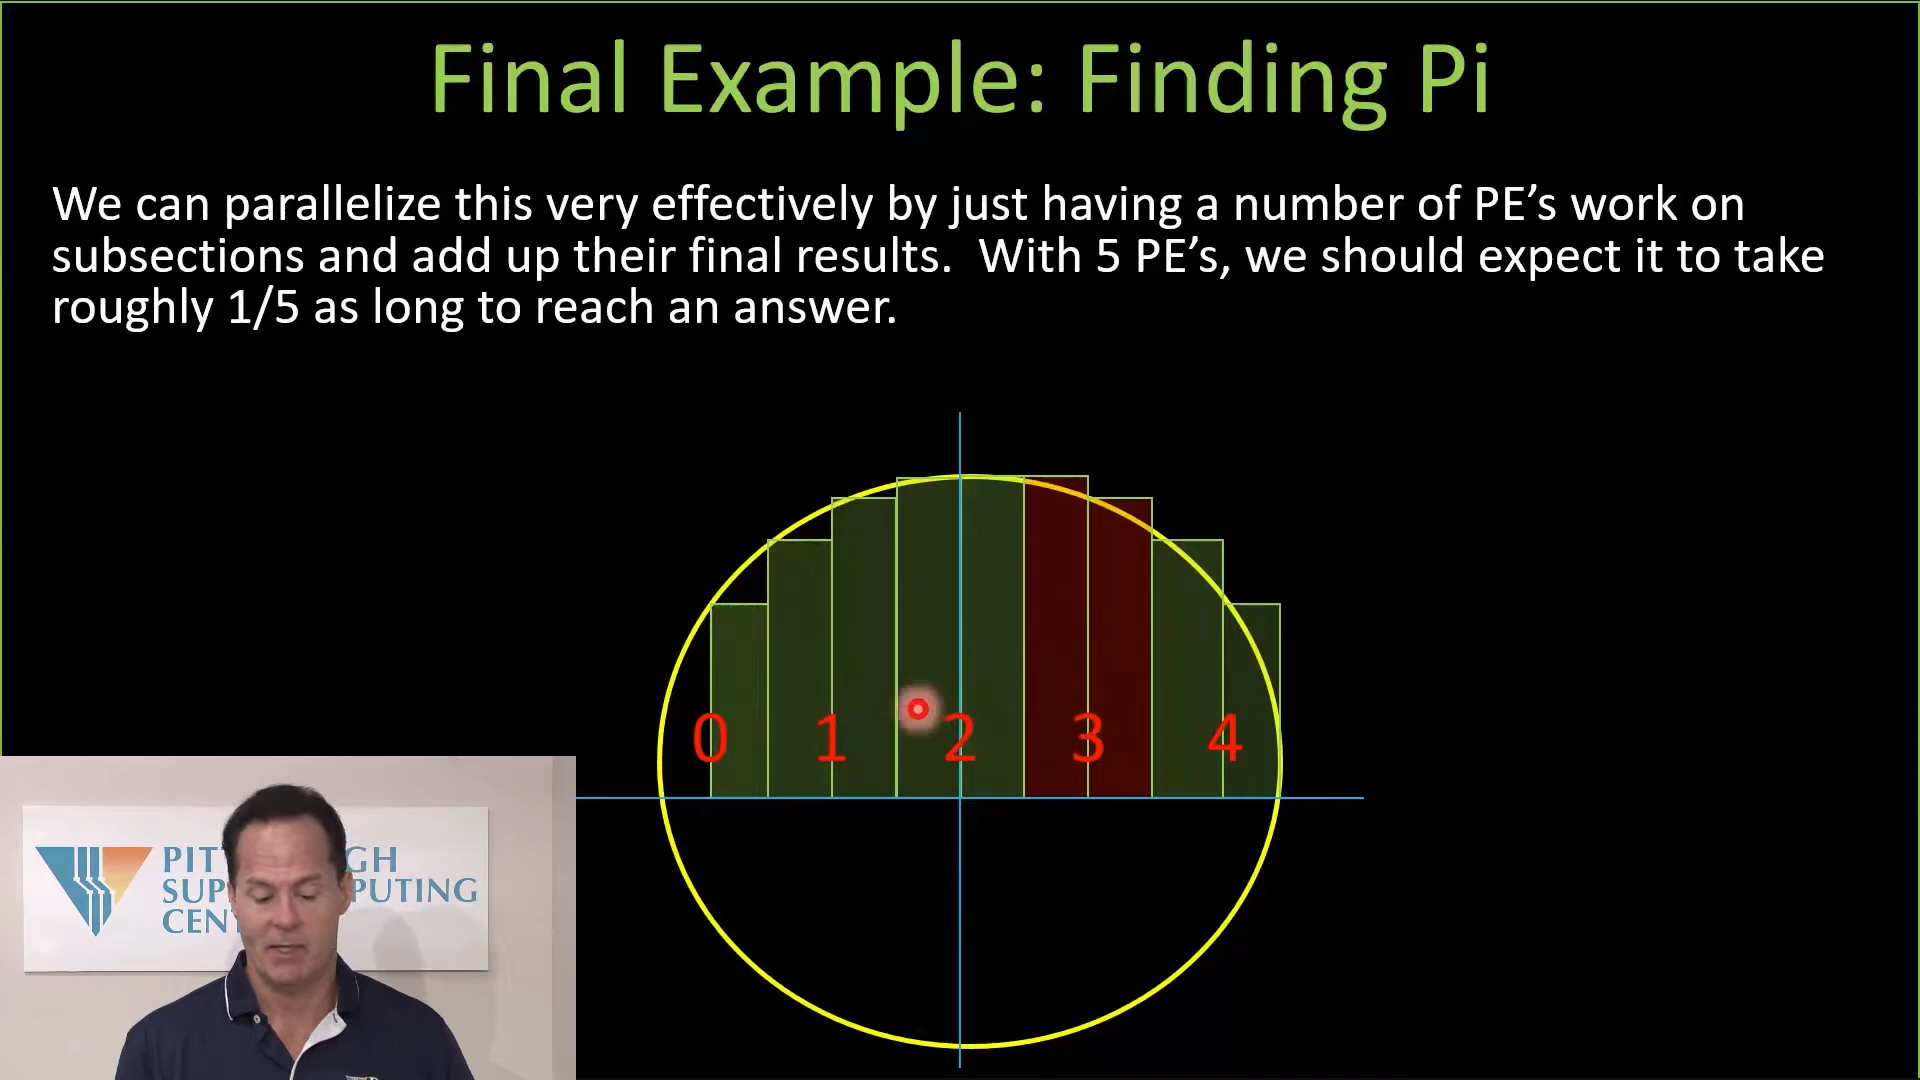 Final Example: Finding Pi
We can parallelize this very effectively by just having a number of PE’s work on
subsections and add up their final results.  With 5 PE’s, we should expect it to take
roughly 1/5 as long to reach an answer.
0 1 2 3 4